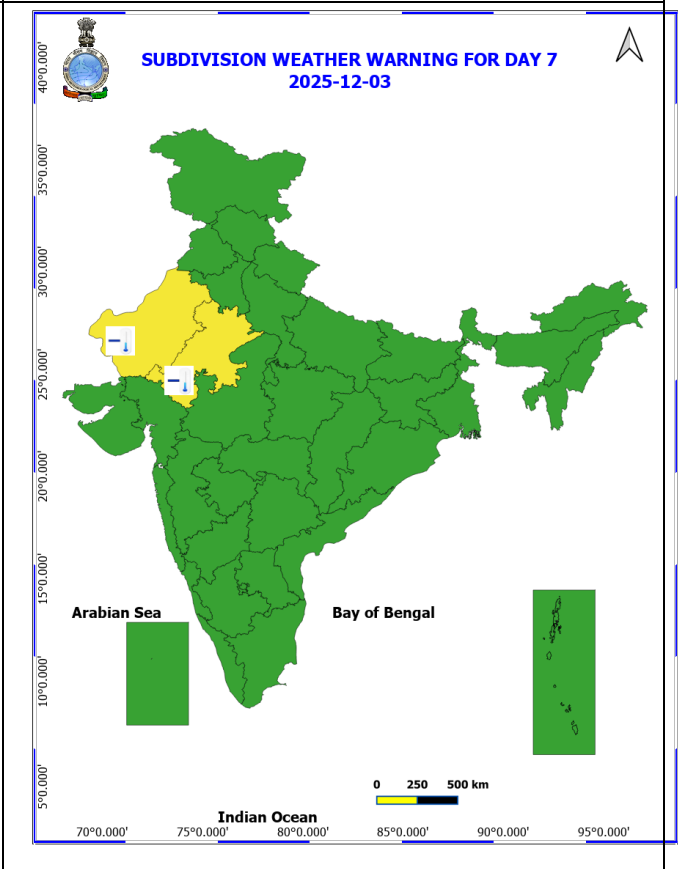 SUBDIVISION WEATHER WARNING FOR DAY 7
2025-12-03
40°0.000'
35°0.000'
30°0.000'
25°0.000'
20°0.000'
15°0.000'
10°0.000'
5°0.000'
Arabian Sea
Bay of Bengal
0 250 500 km
Indian Ocean
70°0.000' 75°0.000' 80°0.000' 85°0.000' 90°0.000' 95°0.000'